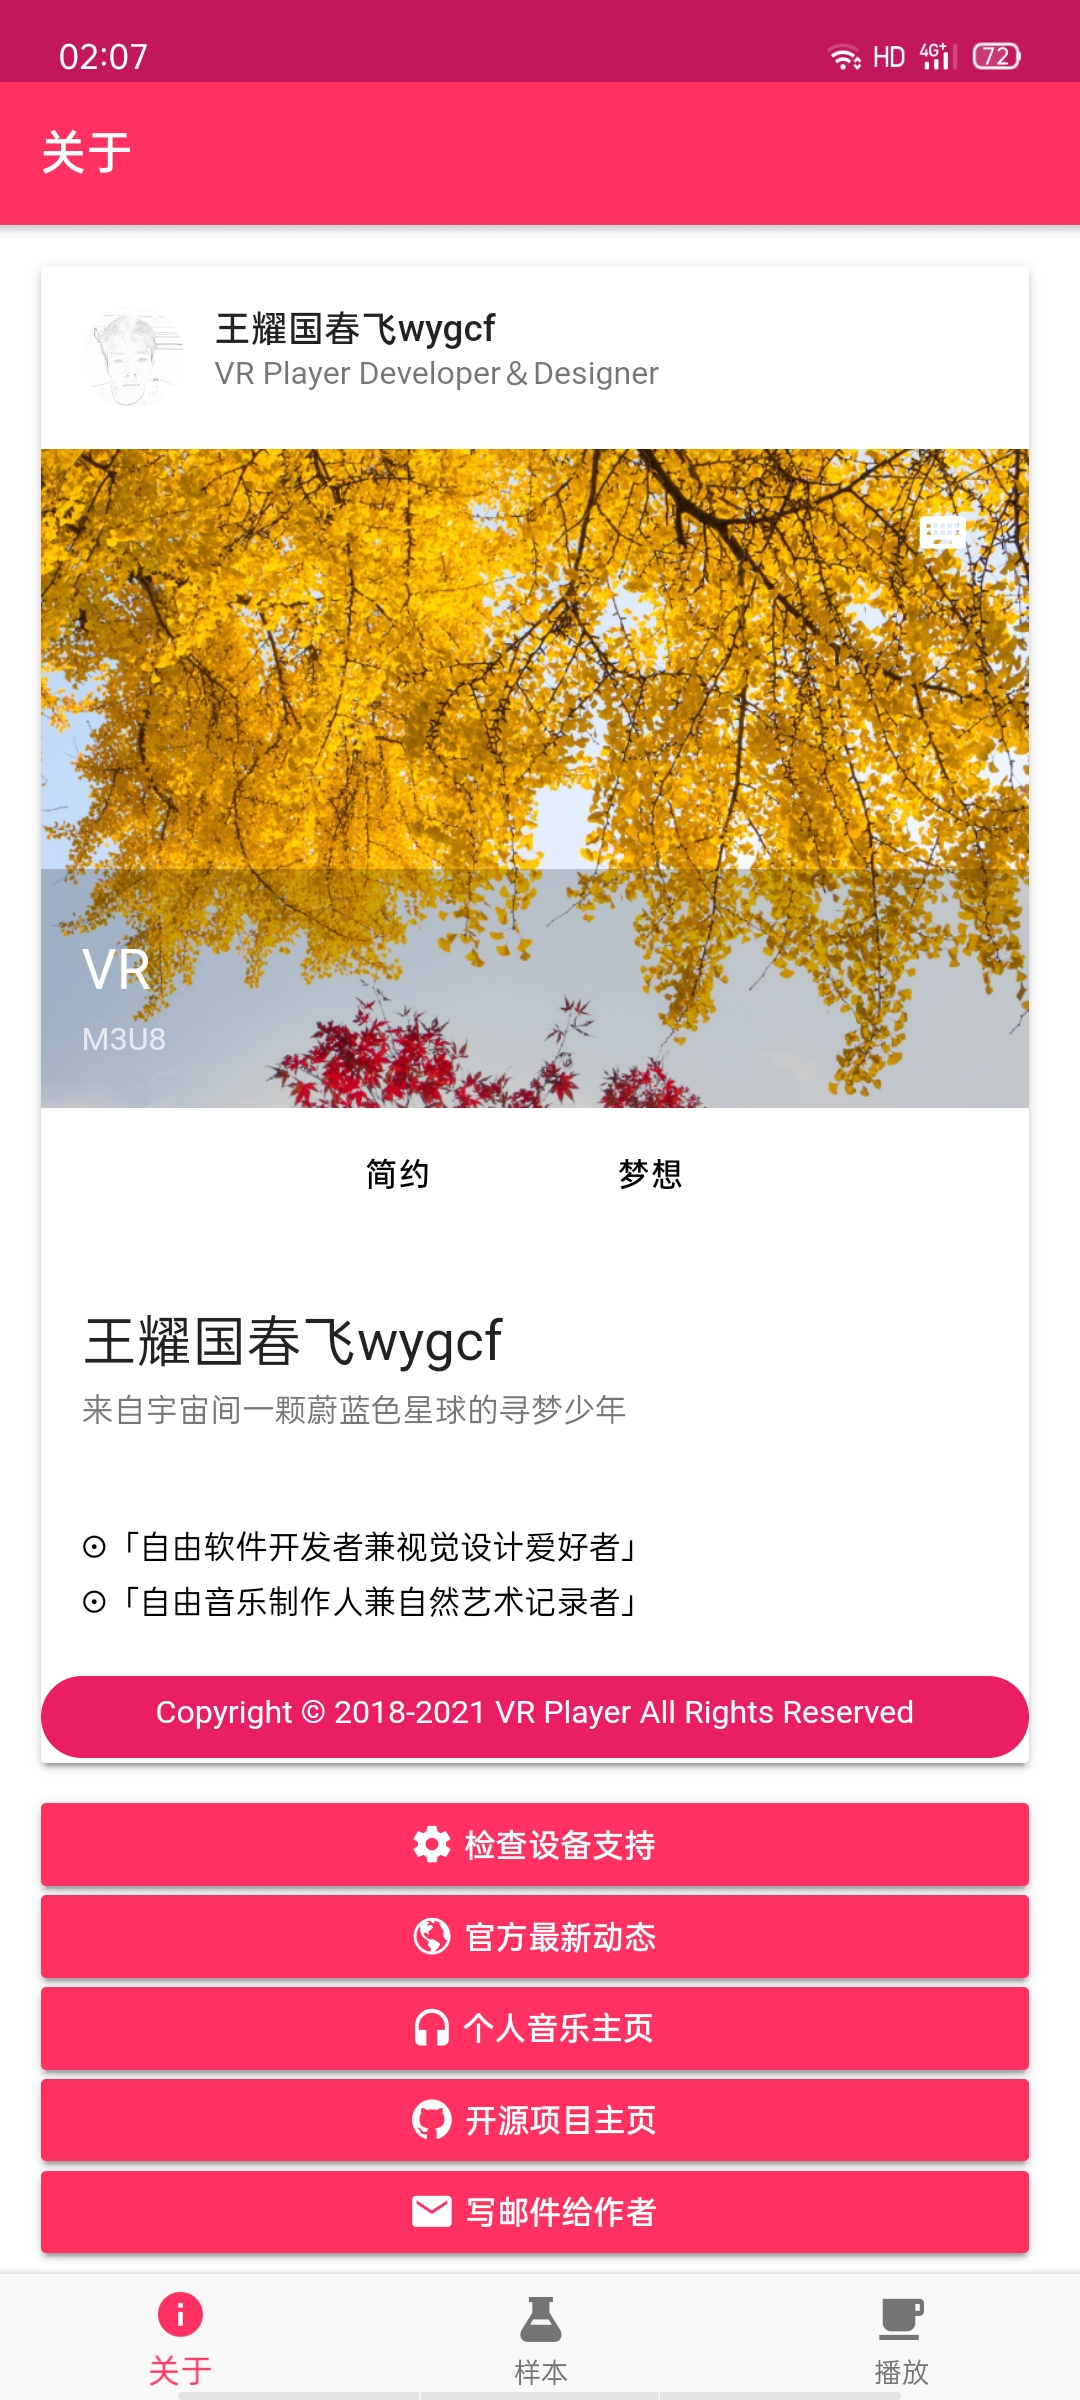 02:07
HD 4G+ 72
关于
王耀国春飞wygcf
VR Player Developer＆Designer
VR
M3U8
简约 梦想
王耀国春飞wygcf
来自宇宙间一颗蔚蓝色星球的寻梦少年
⊙「自由软件开发者兼视觉设计爱好者」
⊙「自由音乐制作人兼自然艺术记录者」
Copyright © 2018-2021 VR Player All Rights Reserved
检查设备支持
官方最新动态
个人音乐主页
开源项目主页
写邮件给作者
关于 样本 播放